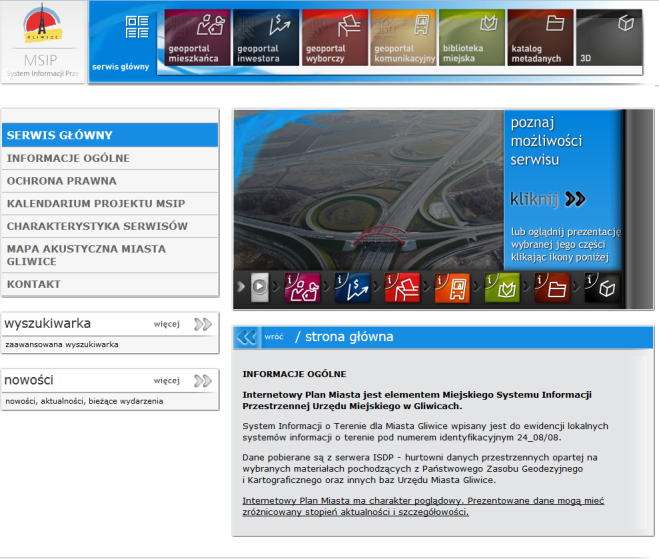 GLIWICE
MSIP
System Informacji Prze
serwis główny
geoportal
mieszkańca
geoportal
inwestora
geoportal
wyborczy
geoportal
komunikacyjny
biblioteka
miejska
katalog
metadanych
3D
SERWIS GŁÓWNY
INFORMACJE OGÓLNE
OCHRONA PRAWNA
KALENDARIUM PROJEKTU MSIP
CHARAKTERYSTYKA SERWISÓW
MAPA AKUSTYCZNA MIASTA
GLIWICE
KONTAKT
wyszukiwarka więcej
zaawansowana wyszukiwarka
nowości więcej
nowości, aktualności, bieżące wydarzenia
poznaj
możliwości
serwisu
kliknij
lub oglądnij prezentację
wybranej jego części
klikając ikony poniżej
wróć / strona główna
INFORMACJE OGÓLNE
Internetowy Plan Miasta jest elementem Miejskiego Systemu Informacji
Przestrzennej Urzędu Miejskiego w Gliwicach.
System Informacji o Terenie dla Miasta Gliwice wpisany jest do ewidencji lokalnych
systemów informacji o terenie pod numerem identyfikacyjnym 24_08/08.
Dane pobierane są z serwera ISDP - hurtowni danych przestrzennych opartej na
wybranych materiałach pochodzących z Państwowego Zasobu Geodezyjnego
i Kartograficznego oraz innych baz Urzędu Miasta Gliwice.
Internetowy Plan Miasta ma charakter poglądowy. Prezentowane dane mogą mieć
zróżnicowany stopień aktualności i szczegółowości.